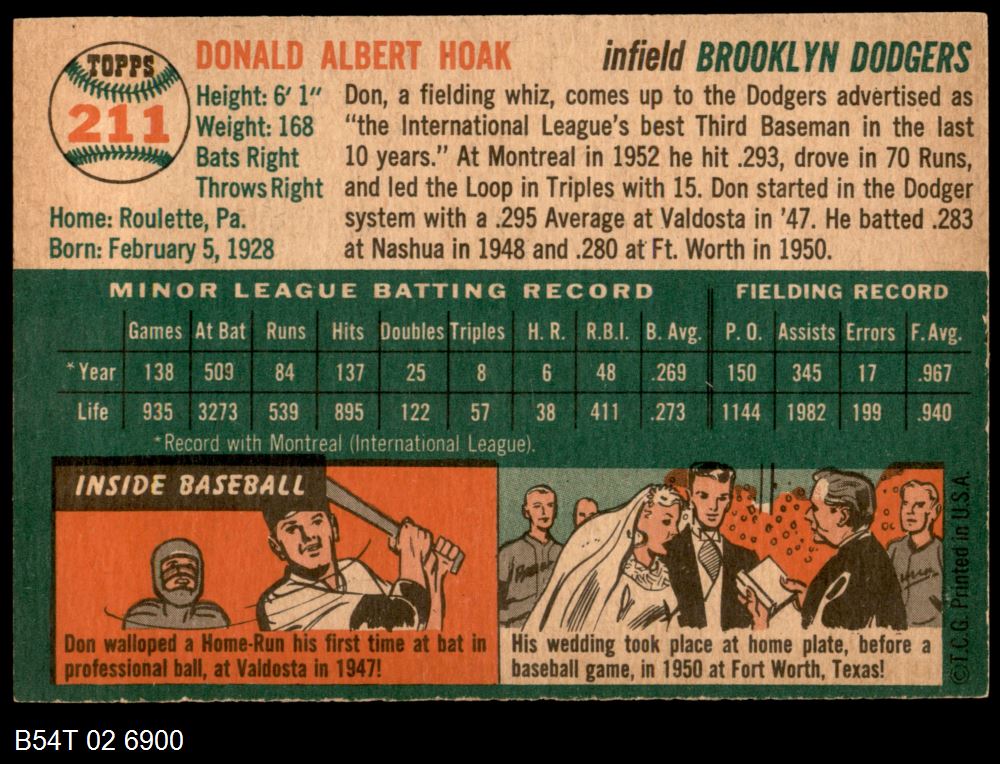 TOPPS
211
DONALD ALBERT HOAK
infield BROOKLYN DODGERS
Height: 6' 1"
Weight: 168
Bats Right
Throws Right
Home: Roulette, Pa.
Born: February 5, 1928
Don, a fielding whiz, comes up to the Dodgers advertised as
"the International League's best Third Baseman in the last
10 years." At Montreal in 1952 he hit .293, drove in 70 Runs,
and led the Loop in Triples with 15. Don started in the Dodger
system with a .295 Average at Valdosta in '47. He batted .283
at Nashua in 1948 and .280 at Ft. Worth in 1950.
MINOR LEAGUE BATTING RECORD FIELDING RECORD
Games At Bat Runs Hits Doubles Triples H. R. R.B.I. B. Avg. P. O. Assists Errors F. Avg.
*Year 138 509 84 137 25 8 6 48 .269 150 345 17 .967
Life 935 3273 539 895 122 57 38 411 .273 1144 1982 199 .940
*Record with Montreal (International League).
INSIDE BASEBALL
Don walloped a Home-Run his first time at bat in
professional ball, at Valdosta in 1947!
His wedding took place at home plate, before a
baseball game, in 1950 at Fort Worth, Texas!
©T.C.G. Printed in U.S.A.
B54T 02 6900